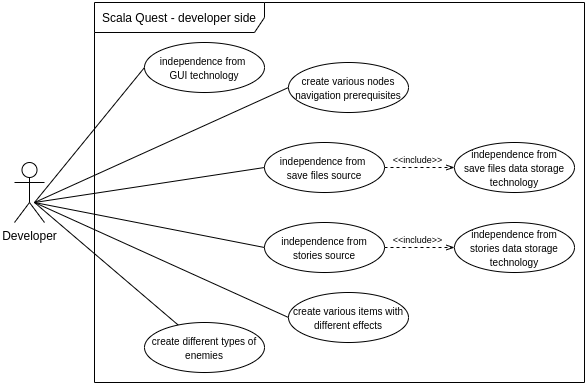 Scala Quest - developer side
independence from
GUI technology
create various nodes
navigation prerequisites
independence from
save files source
<<include>>
independence from
save files data storage
technology
Developer
independence from
stories source
<<include>>
independence from
stories data storage
technology
create various items with
different effects
create different types of
enemies